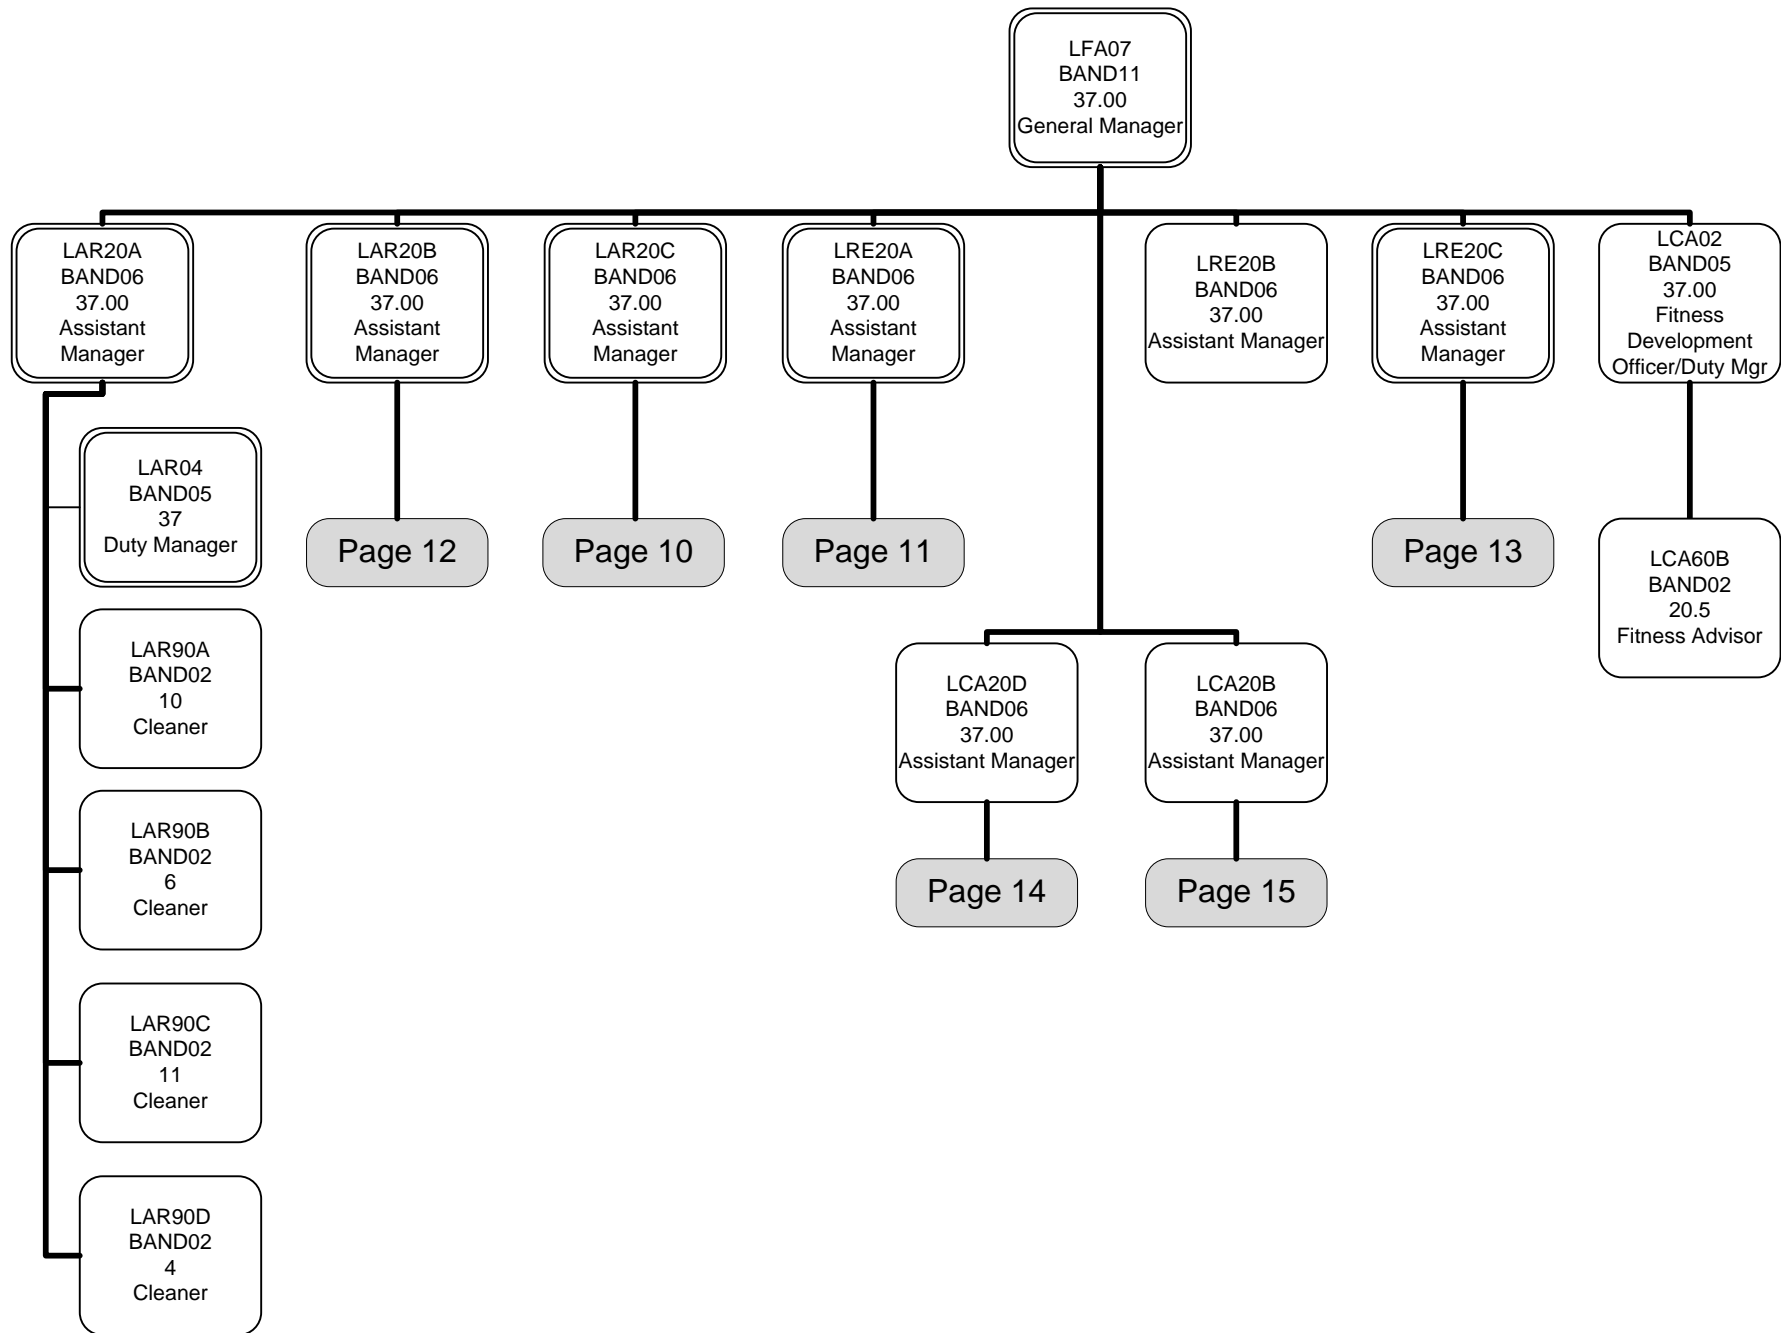 LFA07
BAND11
37.00
General Manager
LAR20A
BAND06
37.00
Assistant
Manager
LAR20B
BAND06
37.00
Assistant
Manager
LAR20C
BAND06
37.00
Assistant
Manager
LRE20A
BAND06
37.00
Assistant
Manager
LRE20B
BAND06
37.00
Assistant Manager
LRE20C
BAND06
37.00
Assistant
Manager
LCA02
BAND05
37.00
Fitness
Development
Officer/Duty Mgr
LAR04
BAND05
37
Duty Manager
Page 12
Page 10
Page 11
Page 13
LCA60B
BAND02
20.5
Fitness Advisor
LAR90A
BAND02
10
Cleaner
LCA20D
BAND06
37.00
Assistant Manager
LCA20B
BAND06
37.00
Assistant Manager
LAR90B
BAND02
6
Cleaner
Page 14
Page 15
LAR90C
BAND02
11
Cleaner
LAR90D
BAND02
4
Cleaner